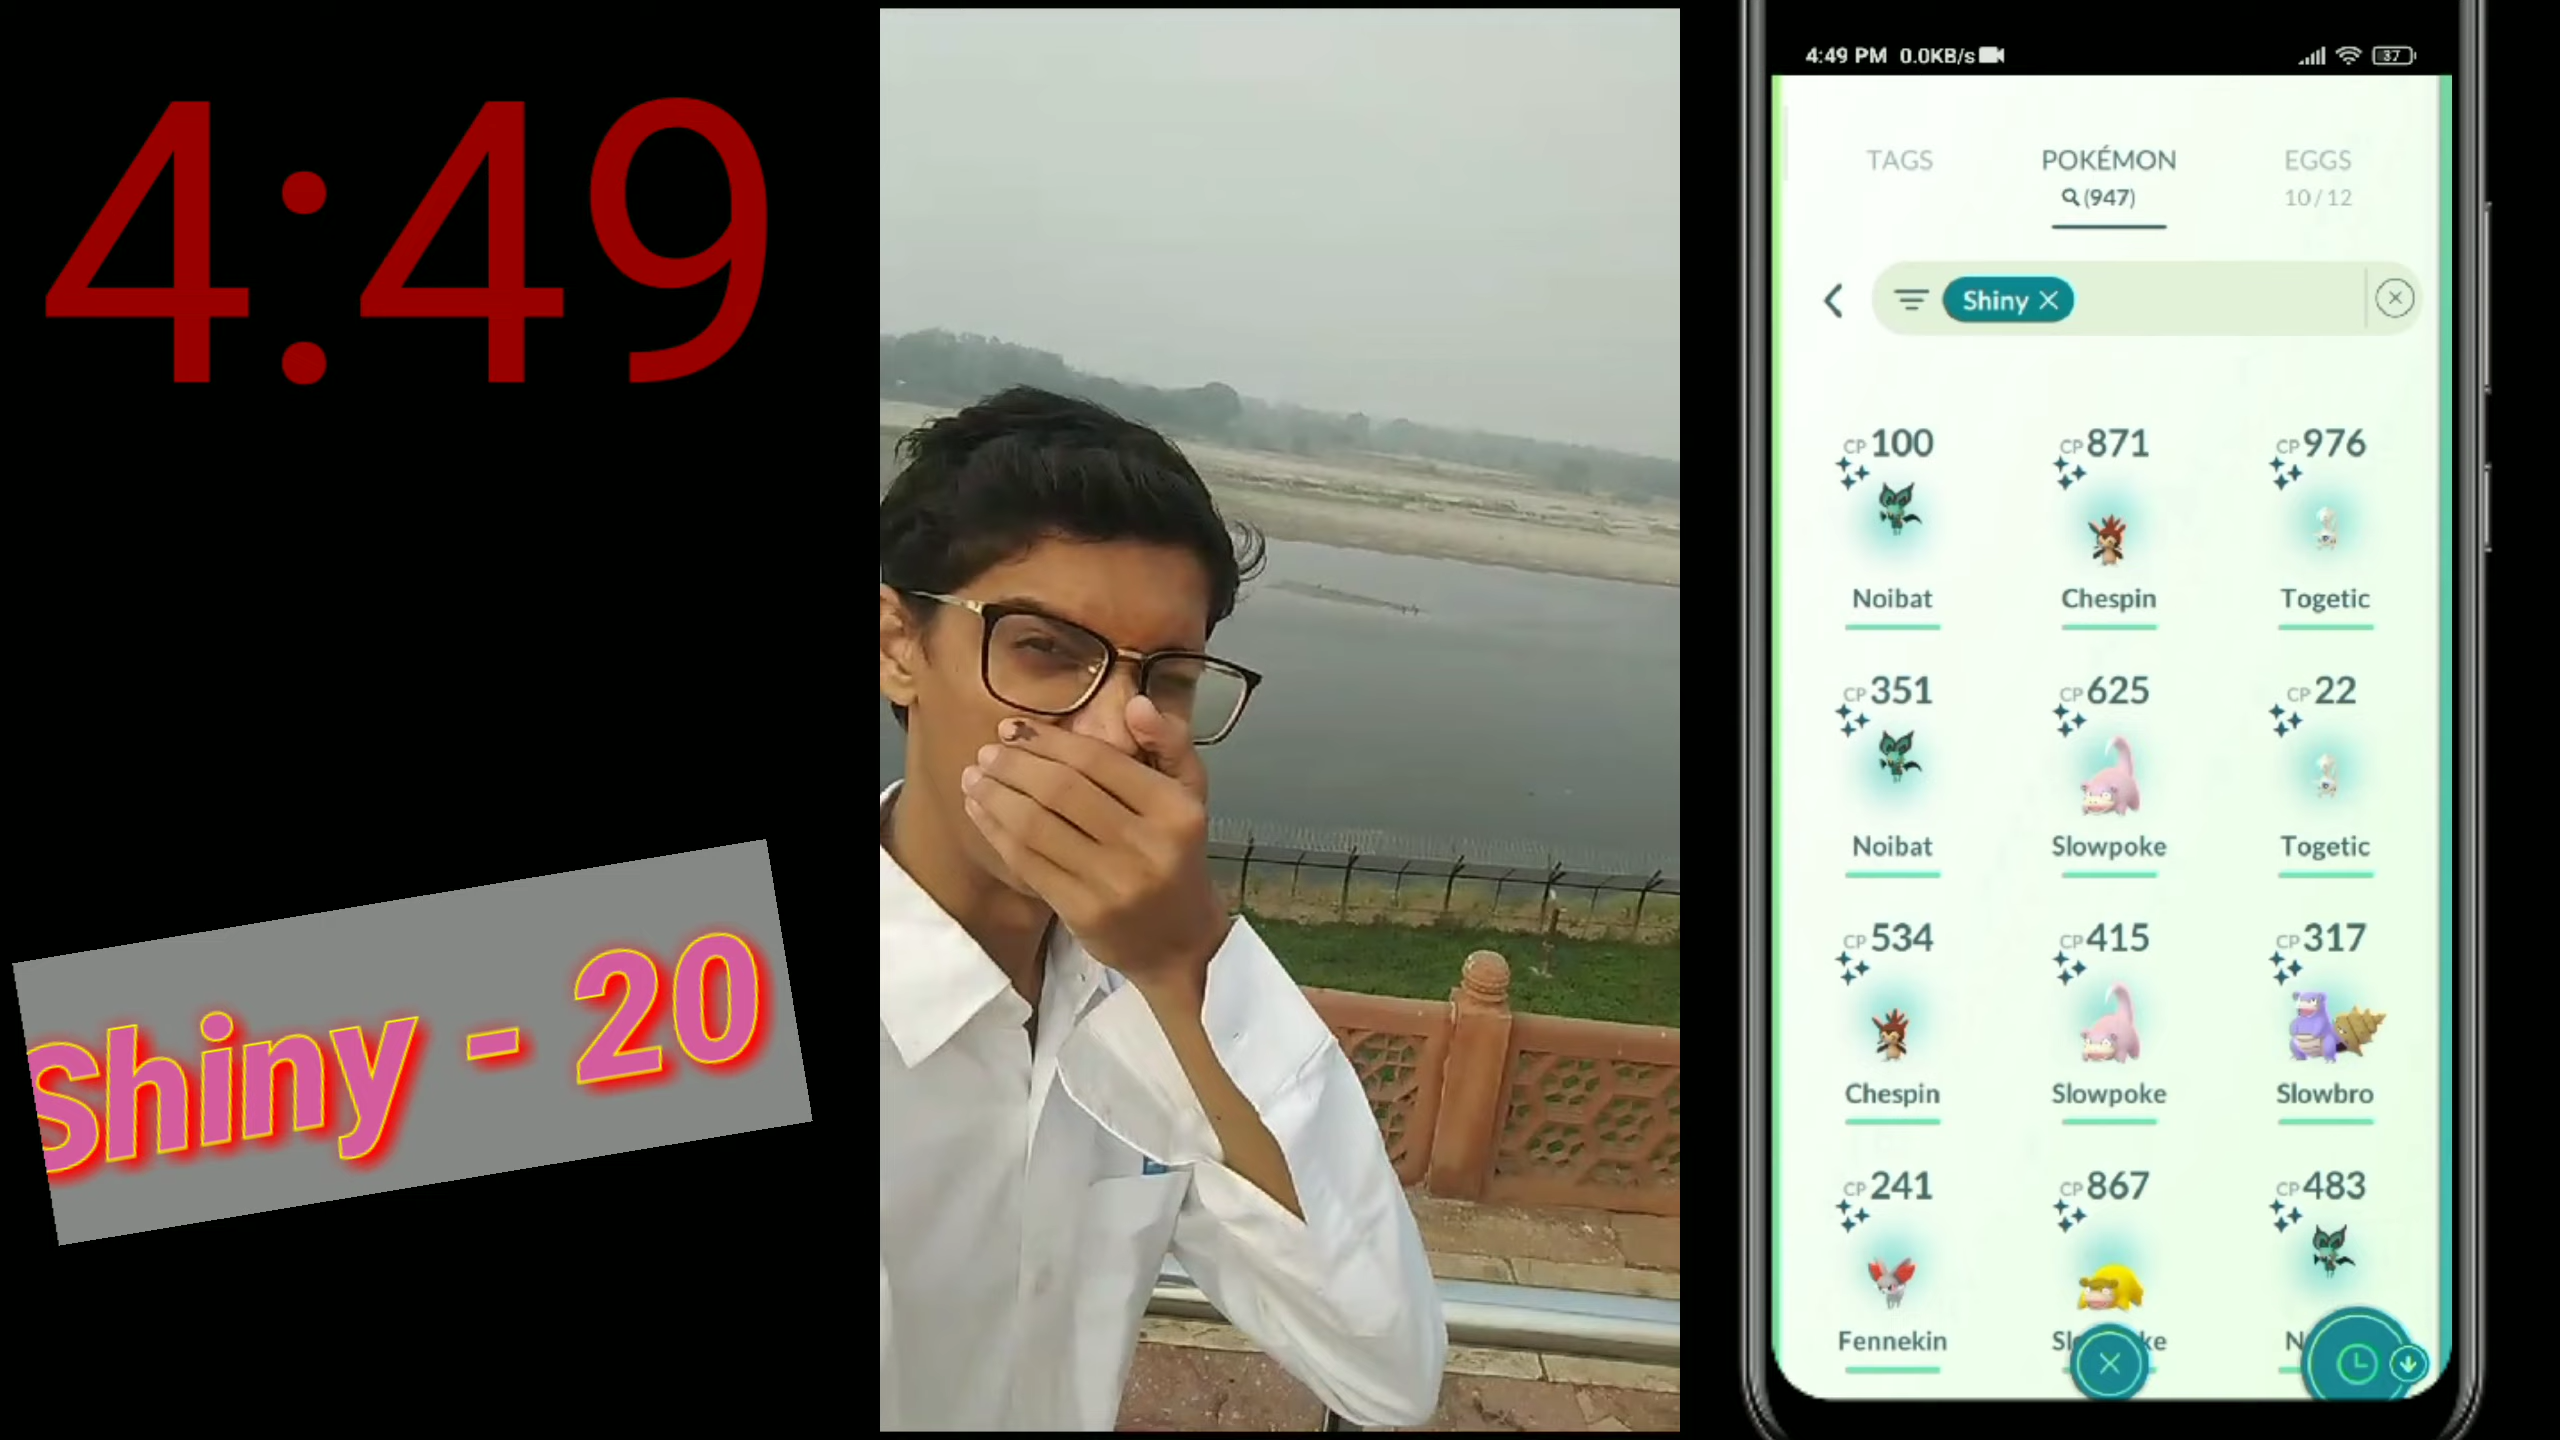 4:49
Shiny - 20
4:49 PM 0.0KB/s
37
TAGS POKÉMON EGGS
(947) 10 / 12
Shiny
CP 100 CP 871 CP 976
Noibat Chespin Togetic
CP 351 CP 625 CP 22
Noibat Slowpoke Togetic
CP 534 CP 415 CP 317
Chespin Slowpoke Slowbro
CP 241 CP 867 CP 483
Fennekin